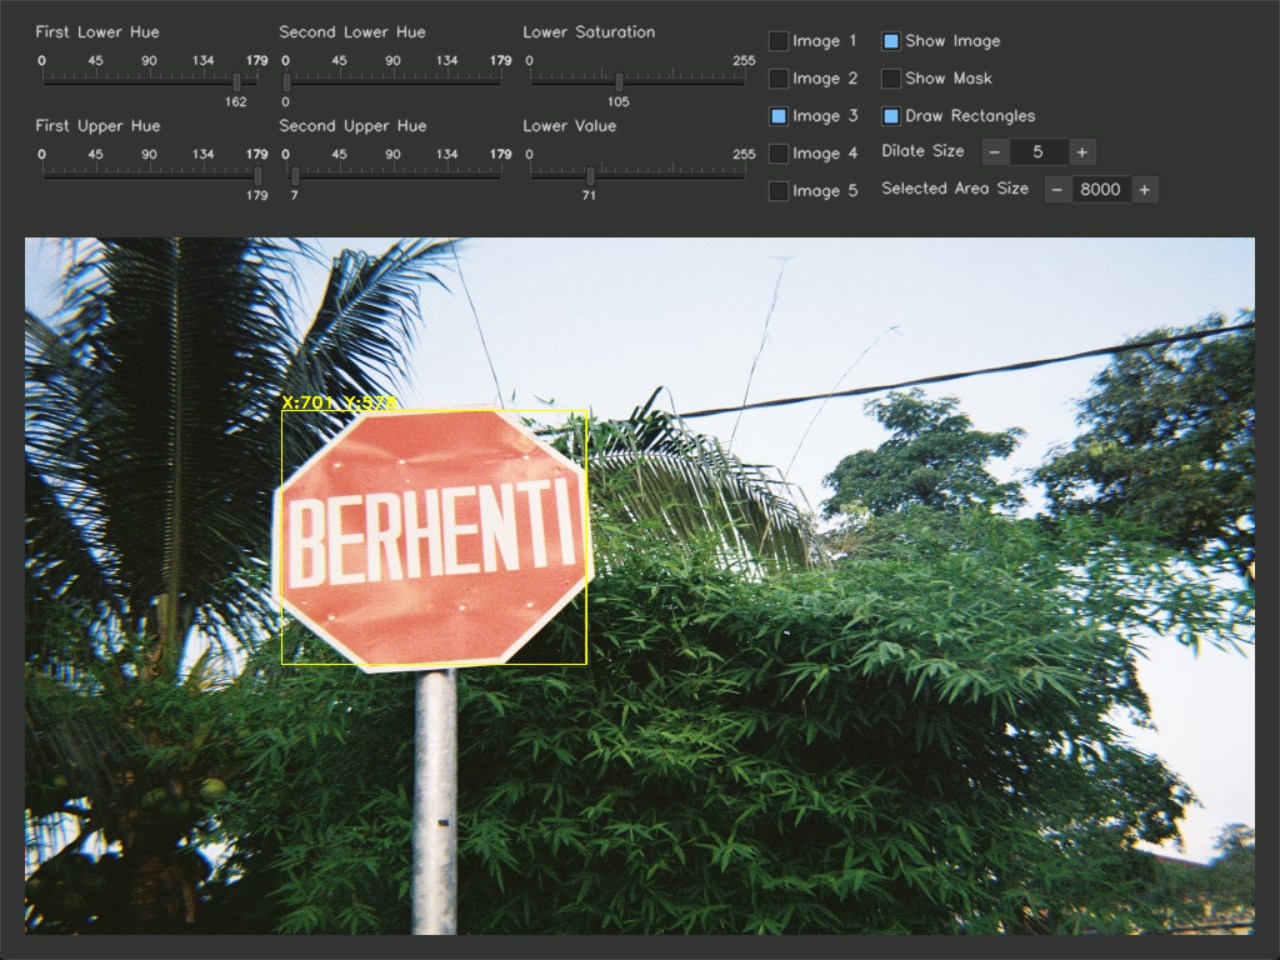 First Lower Hue
0 45 90 134 179
162
Second Lower Hue
0 45 90 134 179
0
Lower Saturation
0 255
105
First Upper Hue
0 45 90 134 179
179
Second Upper Hue
0 45 90 134 179
7
Lower Value
0 255
71
Image 1
Image 2
Image 3
Image 4
Image 5
Show Image
Show Mask
Draw Rectangles
Dilate Size - 5 +
Selected Area Size - 8000 +
X:701 Y:578
BERHENTI